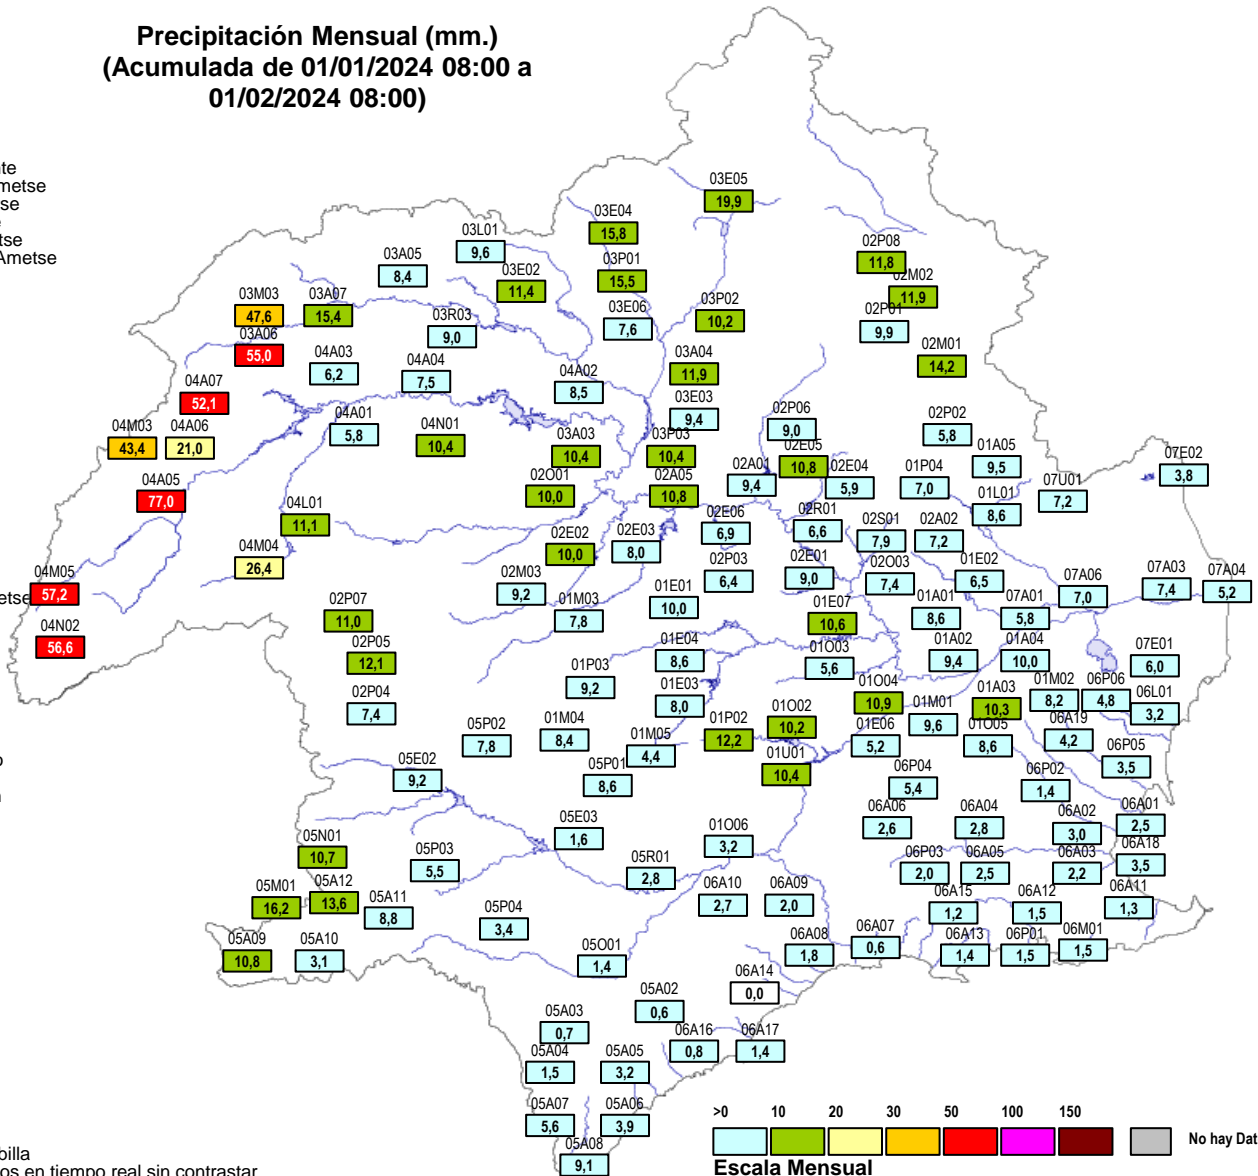 Precipitación Mensual (mm.)
(Acumulada de 01/01/2024 08:00 a
01/02/2024 08:00)
03E05
19,9
03E04
15,8
03L01
9,6
03A05
8,4
03E02
11,4
03P01
15,5
02P08
11,8
02M02
11,9
03M03
47,6
03A07
15,4
03R03
9,0
03E06
7,6
03P02
10,2
02P01
9,9
03A06
55,0
04A03
6,2
04A04
7,5
04A02
8,5
03A04
11,9
02M01
14,2
04A07
52,1
03E03
9,4
04M03
43,4
04A06
21,0
04A01
5,8
04N01
10,4
03A03
10,4
03P03
10,4
02P06
9,0
02P02
5,8
02E05
10,8
01A05
9,5
07E02
3,8
04A05
77,0
02O01
10,0
02A05
10,8
02A01
9,4
02E04
5,9
01P04
7,0
07U01
7,2
04L01
11,1
01L01
8,6
02E06
6,9
02R01
6,6
02S01
7,9
02A02
7,2
04M04
26,4
02E02
10,0
02E03
8,0
02P03
6,4
02E01
9,0
02O03
7,4
01E02
6,5
04M05
57,2
etse
02M03
9,2
01M03
7,8
01E01
10,0
07A06
7,0
07A03
7,4
07A04
5,2
04N02
56,6
02P07
11,0
01E07
10,6
01A01
8,6
07A01
5,8
02P05
12,1
01E04
8,6
01O03
5,6
01A02
9,4
01A04
10,0
07E01
6,0
02P04
7,4
01P03
9,2
01E03
8,0
01O04
10,9
01A03
10,3
01M02
8,2
06P06
4,8
06L01
3,2
05P02
7,8
01M04
8,4
01M05
4,4
01P02
12,2
01O02
10,2
01E06
5,2
01M01
9,6
01O05
8,6
06A19
4,2
05E02
9,2
05P01
8,6
01U01
10,4
06P04
5,4
06P02
1,4
06P05
3,5
05E03
1,6
01O06
3,2
06A06
2,6
06A04
2,8
06A02
3,0
06A01
2,5
05N01
10,7
05P03
5,5
05R01
2,8
06P03
2,0
06A05
2,5
06A03
2,2
06A18
3,5
05M01
16,2
05A12
13,6
05A11
8,8
06A10
2,7
06A09
2,0
06A15
1,2
06A12
1,5
06A11
1,3
05P04
3,4
05A09
10,8
05A10
3,1
05O01
1,4
06A08
1,8
06A07
0,6
06A13
1,4
06P01
1,5
06M01
1,5
06A14
0,0
05A02
0,6
05A03
0,7
06A16
0,8
06A17
1,4
05A04
1,5
05A05
3,2
05A07
5,6
05A06
3,9
05A08
9,1
>0 10 20 30 50 100 150
No hay Dat
Escala Mensual
billa
os en tiempo real sin contrastar